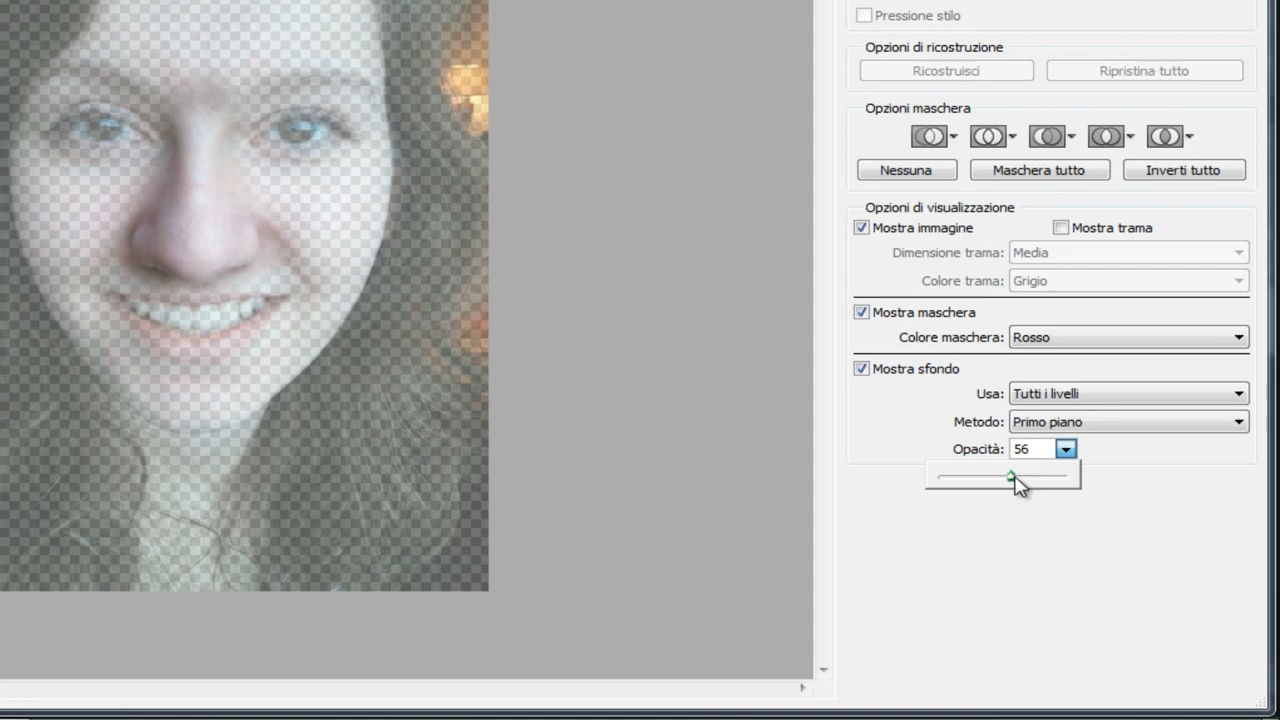 Pressione stilo
Opzioni di ricostruzione
Ricostruisci Ripristina tutto
Opzioni maschera
Nessuna Maschera tutto Inverti tutto
Opzioni di visualizzazione
Mostra immagine Mostra trama
Dimensione trama: Media
Colore trama: Grigio
Mostra maschera
Colore maschera: Rosso
Mostra sfondo
Usa: Tutti i livelli
Metodo: Primo piano
Opacità: 56